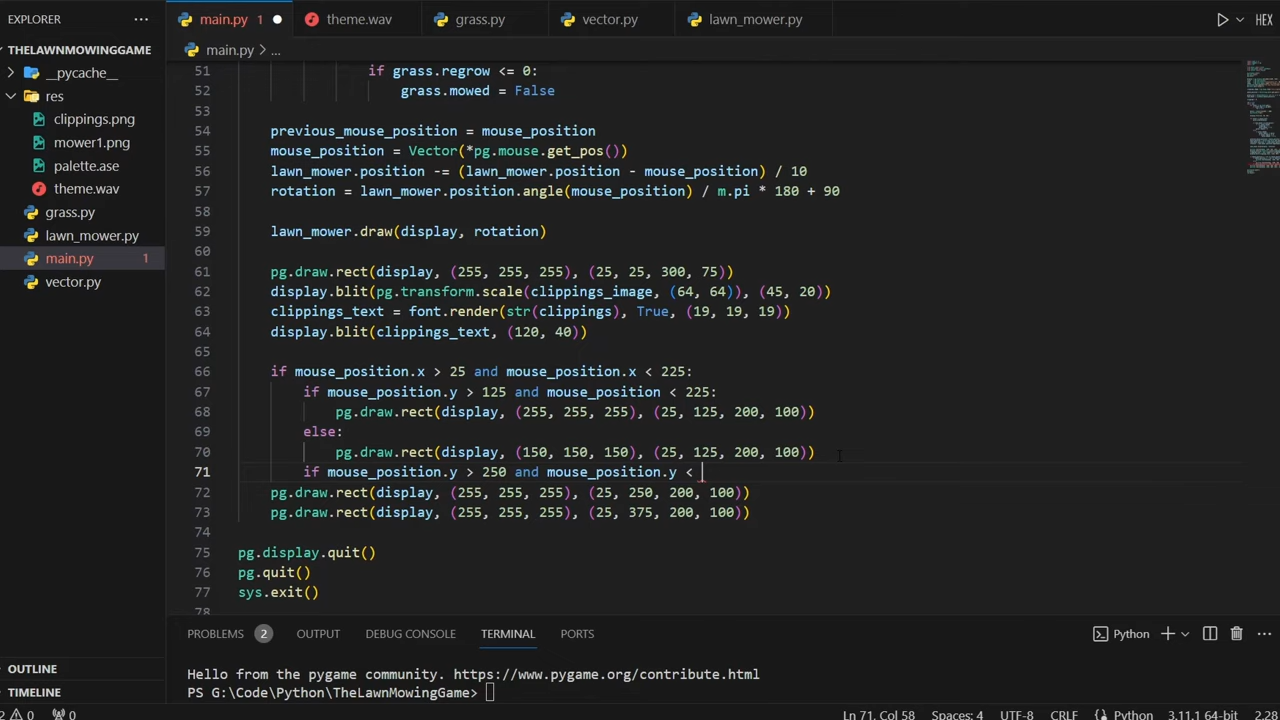 EXPLORER ...
main.py 1 ●
theme.wav
grass.py
vector.py
lawn_mower.py
HEX
THELAWNMOWINGGAME
main.py > ...
__pycache__
res
clippings.png
mower1.png
palette.ase
theme.wav
grass.py
lawn_mower.py
main.py 1
vector.py
51 if grass.regrow <= 0:
52 grass.mowed = False
53
54 previous_mouse_position = mouse_position
55 mouse_position = Vector(*pg.mouse.get_pos())
56 lawn_mower.position -= (lawn_mower.position - mouse_position) / 10
57 rotation = lawn_mower.position.angle(mouse_position) / m.pi * 180 + 90
58
59 lawn_mower.draw(display, rotation)
60
61 pg.draw.rect(display, (255, 255, 255), (25, 25, 300, 75))
62 display.blit(pg.transform.scale(clippings_image, (64, 64)), (45, 20))
63 clippings_text = font.render(str(clippings), True, (19, 19, 19))
64 display.blit(clippings_text, (120, 40))
65
66 if mouse_position.x > 25 and mouse_position.x < 225:
67 if mouse_position.y > 125 and mouse_position < 225:
68 pg.draw.rect(display, (255, 255, 255), (25, 125, 200, 100))
69 else:
70 pg.draw.rect(display, (150, 150, 150), (25, 125, 200, 100))
71 if mouse_position.y > 250 and mouse_position.y <
72 pg.draw.rect(display, (255, 255, 255), (25, 250, 200, 100))
73 pg.draw.rect(display, (255, 255, 255), (25, 375, 200, 100))
74
75 pg.display.quit()
76 pg.quit()
77 sys.exit()
78
PROBLEMS 2 OUTPUT DEBUG CONSOLE TERMINAL PORTS
Python
Hello from the pygame community. https://www.pygame.org/contribute.html
PS G:\Code\Python\TheLawnMowingGame>
OUTLINE
TIMELINE
2 0 0 Ln 71, Col 58 Spaces: 4 UTF-8 CRLF {} Python 3.11.1 64-bit 2.28